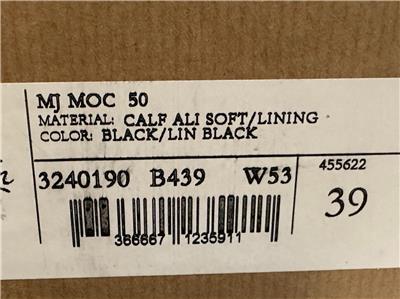 MJ MOC 50
MATERIAL: CALF ALI SOFT/LINING
COLOR: BLACK/LIN BLACK
3240190 B439 W53
455622
39
366667 1235911